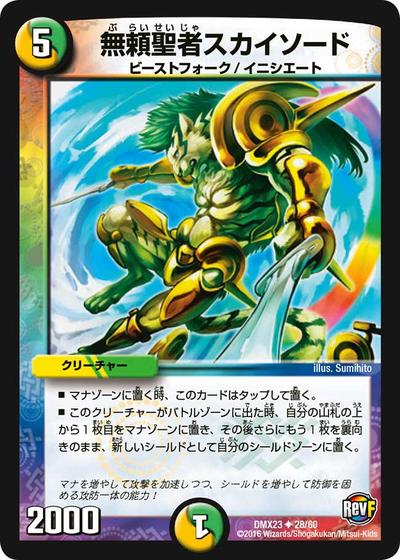 5
ぶらいせいじゃ
無頼聖者スカイソード
ビーストフォーク / イニシエート
illus. Sumihito
クリーチャー
■ マナゾーンに置く時、このカードはタップして置く。
■ このクリーチャーがバトルゾーンに出た時、自分の山札の上
から1枚目をマナゾーンに置き、その後さらにもう1枚を裏向
きのまま、新しいシールドとして自分のシールドゾーンに加える。
マナを増やして攻撃を加速しつつ、シールドを増やして防御を固
める攻防一体の能力！
2000
1
RevF
DMX23 ◆ 28/60
©2016 Wizards/Shogakukan/Mitsui-Kids